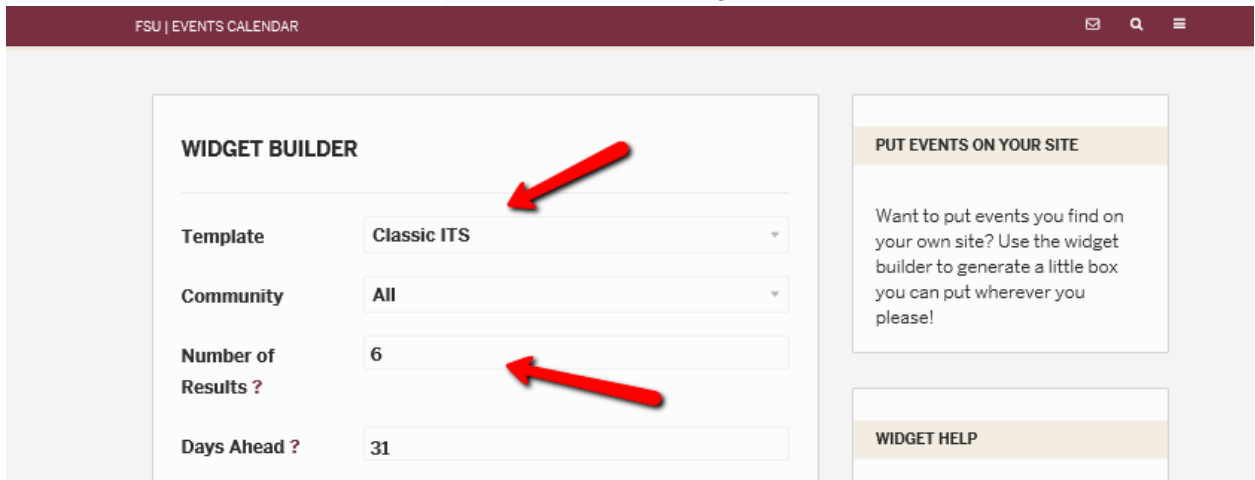 FSU | EVENTS CALENDAR
WIDGET BUILDER
Template
Classic ITS
Community
All
Number of
Results ?
6
Days Ahead ?
31
PUT EVENTS ON YOUR SITE
Want to put events you find on
your own site? Use the widget
builder to generate a little box
you can put wherever you
please!
WIDGET HELP